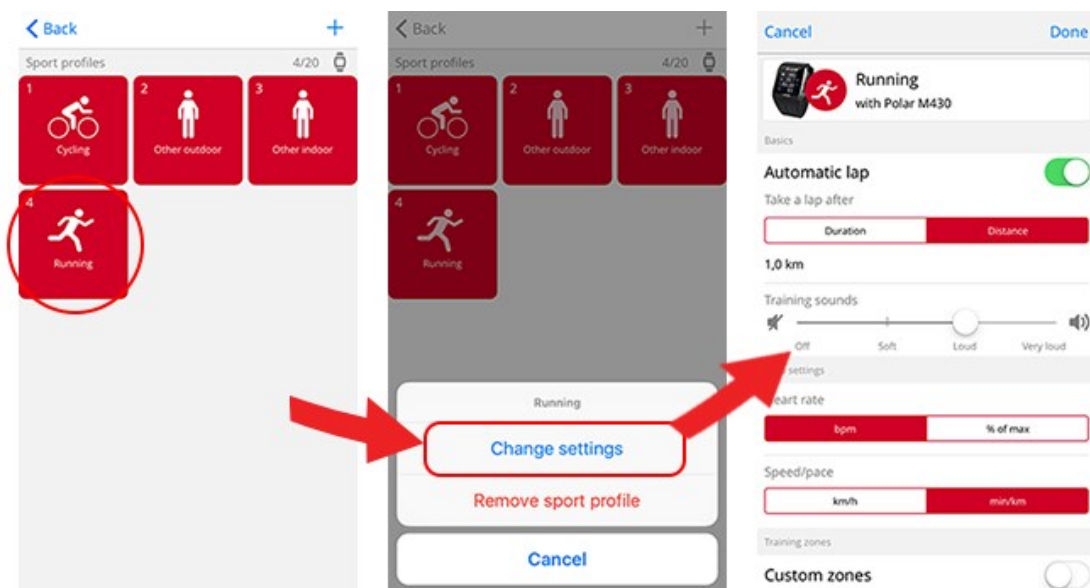 Back +
Sport profiles 4/20
1 2 3
Cycling Other outdoor Other indoor
4
Running
Back +
Sport profiles 4/20
1 2 3
Cycling Other outdoor Other indoor
4
Running
Running
Change settings
Remove sport profile
Cancel
Cancel Done
Running
with Polar M430
Basics
Automatic lap
Take a lap after
Duration Distance
1,0 km
Training sounds
Off Soft Loud Very loud
settings
eart rate
bpm % of max
Speed/pace
km/h min/km
Training zones
Custom zones